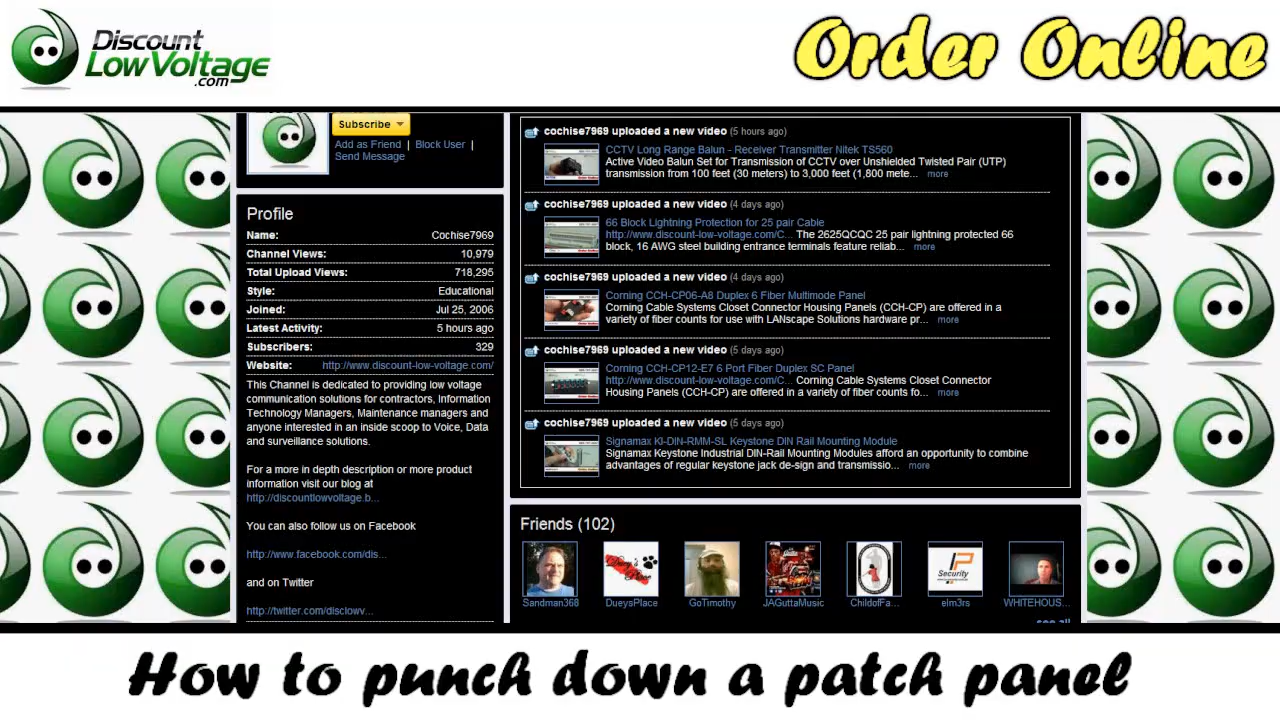 Discount
LowVoltage
.com
Order Online
Subscribe
Add as Friend | Block User |
Send Message
Profile
Name: Cochise7969
Channel Views: 10,979
Total Upload Views: 718,295
Style: Educational
Joined: Jul 25, 2006
Latest Activity: 5 hours ago
Subscribers: 329
Website: http://www.discount-low-voltage.com/
This Channel is dedicated to providing low voltage
communication solutions for contractors, Information
Technology Managers, Maintenance managers and
anyone interested in an inside scoop to Voice, Data
and surveillance solutions.
For a more in depth description or more product
information visit our blog at
http://discountlowvoltage.b...
You can also follow us on Facebook
http://www.facebook.com/dis...
and on Twitter
http://twitter.com/disclowv...
cochise7969 uploaded a new video (5 hours ago)
CCTV Long Range Balun - Receiver Transmitter Nitek TS560
Active Video Balun Set for Transmission of CCTV over Unshielded Twisted Pair (UTP)
transmission from 100 feet (30 meters) to 3,000 feet (1,800 mete... more
cochise7969 uploaded a new video (4 days ago)
66 Block Lightning Protection for 25 pair Cable
http://www.discount-low-voltage.com/C... The 2625QCQC 25 pair lightning protected 66
block, 16 AWG steel building entrance terminals feature reliab... more
cochise7969 uploaded a new video (4 days ago)
Corning CCH-CP06-A8 Duplex 6 Fiber Multimode Panel
Corning Cable Systems Closet Connector Housing Panels (CCH-CP) are offered in a
variety of fiber counts for use with LANscape Solutions hardware pr... more
cochise7969 uploaded a new video (5 days ago)
Corning CCH-CP12-E7 6 Port Fiber Duplex SC Panel
http://www.discount-low-voltage.com/C... Corning Cable Systems Closet Connector
Housing Panels (CCH-CP) are offered in a variety of fiber counts fo... more
cochise7969 uploaded a new video (5 days ago)
Signamax KI-DIN-RMM-SL Keystone DIN Rail Mounting Module
Signamax Keystone Industrial DIN-Rail Mounting Modules afford an opportunity to combine
advantages of regular keystone jack de-sign and transmissio... more
Friends (102)
Duey's Place
IP
Security
Sandman368 DueysPlace GoTimothy JAGuttaMusic ChildofFa... elm3rs WHITEHOUS...
see all
How to punch down a patch panel